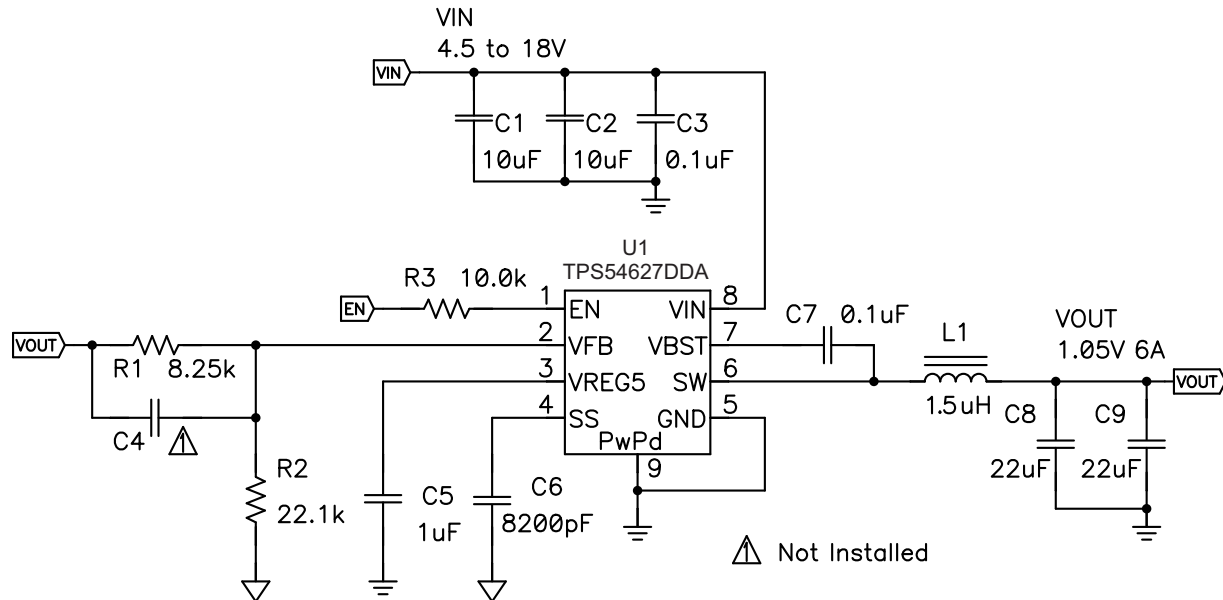 VIN
4.5 to 18V
VIN
C1
C2
C3
10uF
10uF
0.1uF
U1
TPS54627DDA
R3 10.0k
EN
1
EN
VIN
8
C7 0.1uF
L1
VOUT
1.05V 6A
VOUT
R1 8.25k
2
VFB
VBST
7
3
VREG5
SW
6
1.5uH
VOUT
4
SS
GND
5
PwPd
9
C4
1
R2
22.1k
C5
1uF
C6
8200pF
C8
22uF
C9
22uF
1 Not Installed